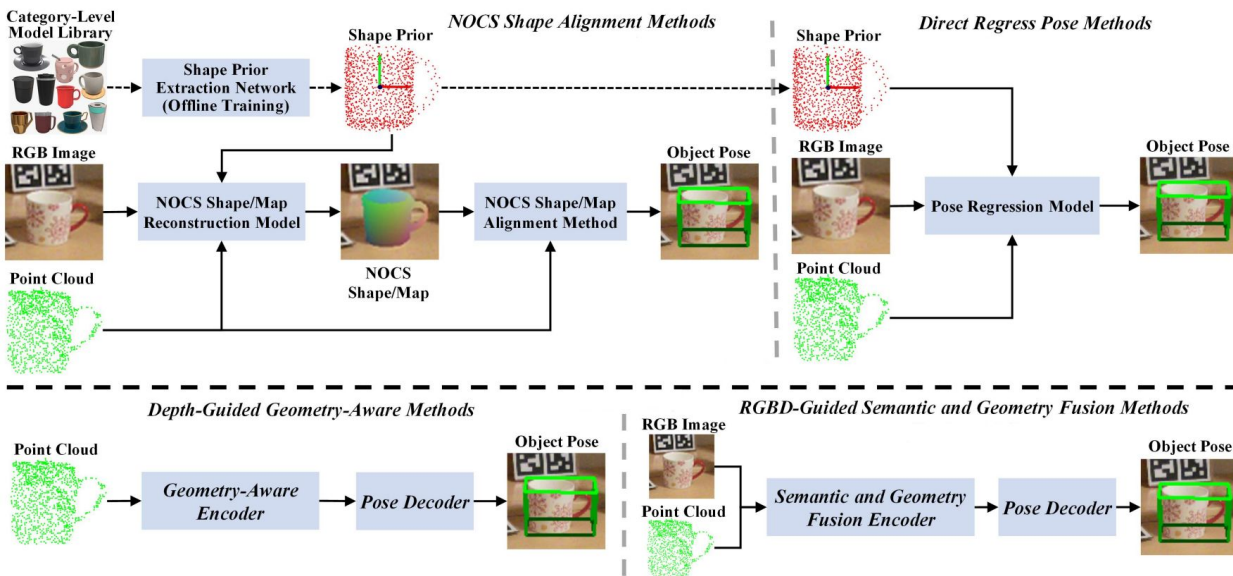 Category-Level
Model Library
NOCS Shape Alignment Methods
Shape Prior
Shape Prior
Extraction Network
(Offline Training)
RGB Image
NOCS Shape/Map
Reconstruction Model
NOCS
Shape/Map
NOCS Shape/Map
Alignment Method
Object Pose
Point Cloud
Direct Regress Pose Methods
Shape Prior
RGB Image
Pose Regression Model
Object Pose
Point Cloud
Depth-Guided Geometry-Aware Methods
Point Cloud
Geometry-Aware
Encoder
Pose Decoder
Object Pose
RGBD-Guided Semantic and Geometry Fusion Methods
RGB Image
Point Cloud
Semantic and Geometry
Fusion Encoder
Pose Decoder
Object Pose